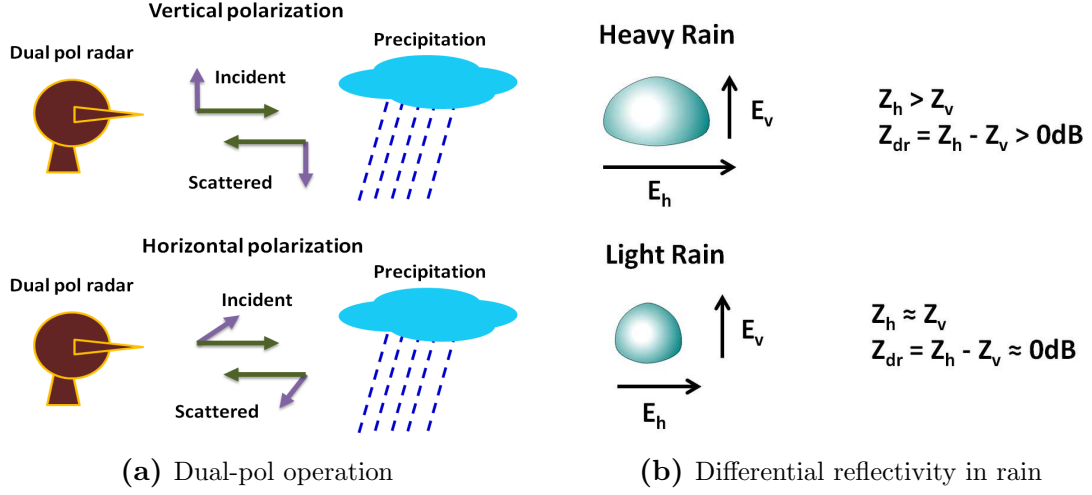 Vertical polarization
Dual pol radar
Incident
Precipitation
Scattered
Horizontal polarization
Dual pol radar
Incident
Precipitation
Scattered
(a) Dual-pol operation
Heavy Rain
E_v
E_h
Z_h > Z_v
Z_dr = Z_h - Z_v > 0dB
Light Rain
E_v
E_h
Z_h ≈ Z_v
Z_dr = Z_h - Z_v ≈ 0dB
(b) Differential reflectivity in rain